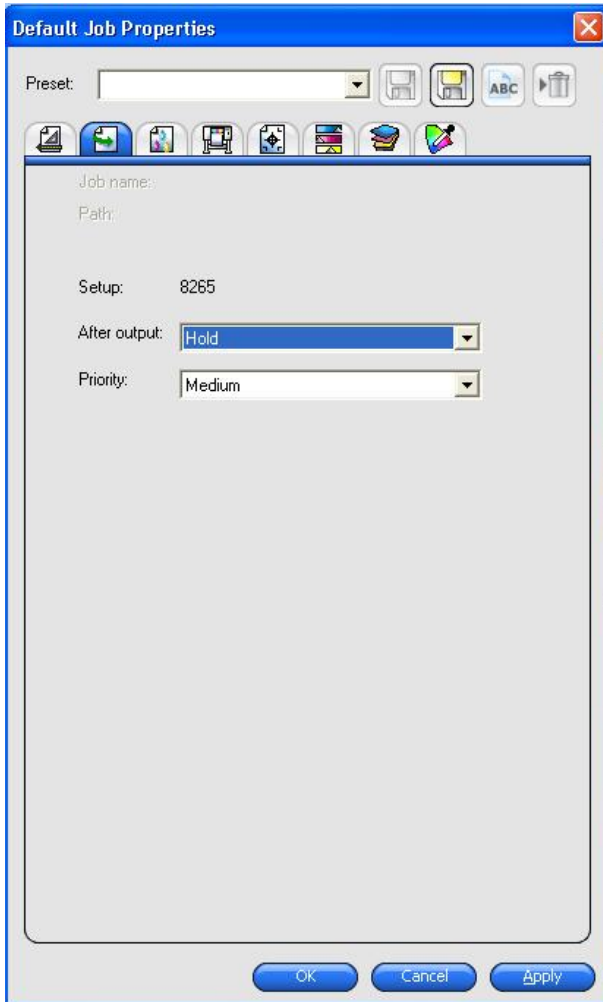 Default Job Properties
Preset:
ABC
Job name:
Path:
Setup: 8265
After output: Hold
Priority: Medium
OK Cancel Apply